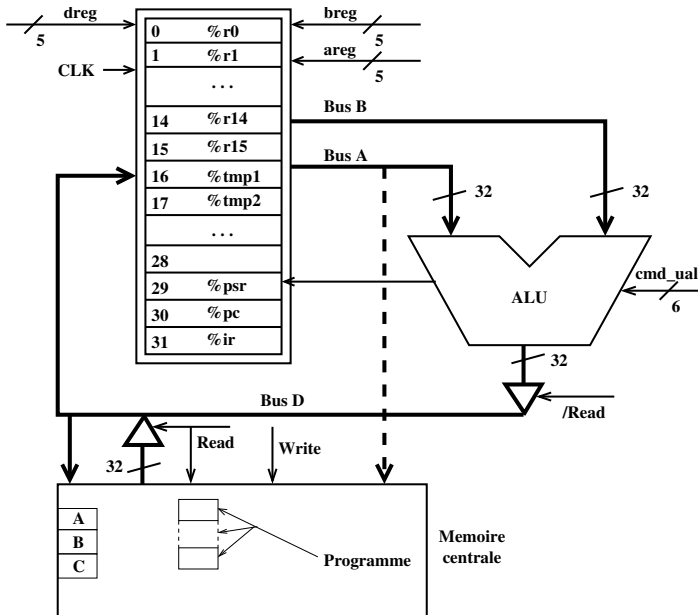 dreg
5
CLK
breg
5
areg
5
0 %r0
1 %r1
...
14 %r14
15 %r15
16 %tmp1
17 %tmp2
...
28
29 %psr
30 %pc
31 %ir
Bus B
Bus A
32
32
ALU
cmd_ual
6
32
/Read
Bus D
Read
Write
32
A
B
C
Programme
Memoire
centrale